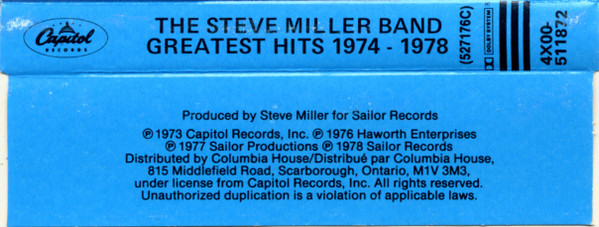 Capitol
RECORDS
THE STEVE MILLER BAND
GREATEST HITS 1974 - 1978
(527176C)
DOLBY SYSTEM
4X00-
511872
Produced by Steve Miller for Sailor Records
℗ 1973 Capitol Records, Inc. ℗ 1976 Haworth Enterprises
℗ 1977 Sailor Productions ℗ 1978 Sailor Records
Distributed by Columbia House/Distribué par Columbia House,
815 Middlefield Road, Scarborough, Ontario, M1V 3M3,
under license from Capitol Records, Inc. All rights reserved.
Unauthorized duplication is a violation of applicable laws.